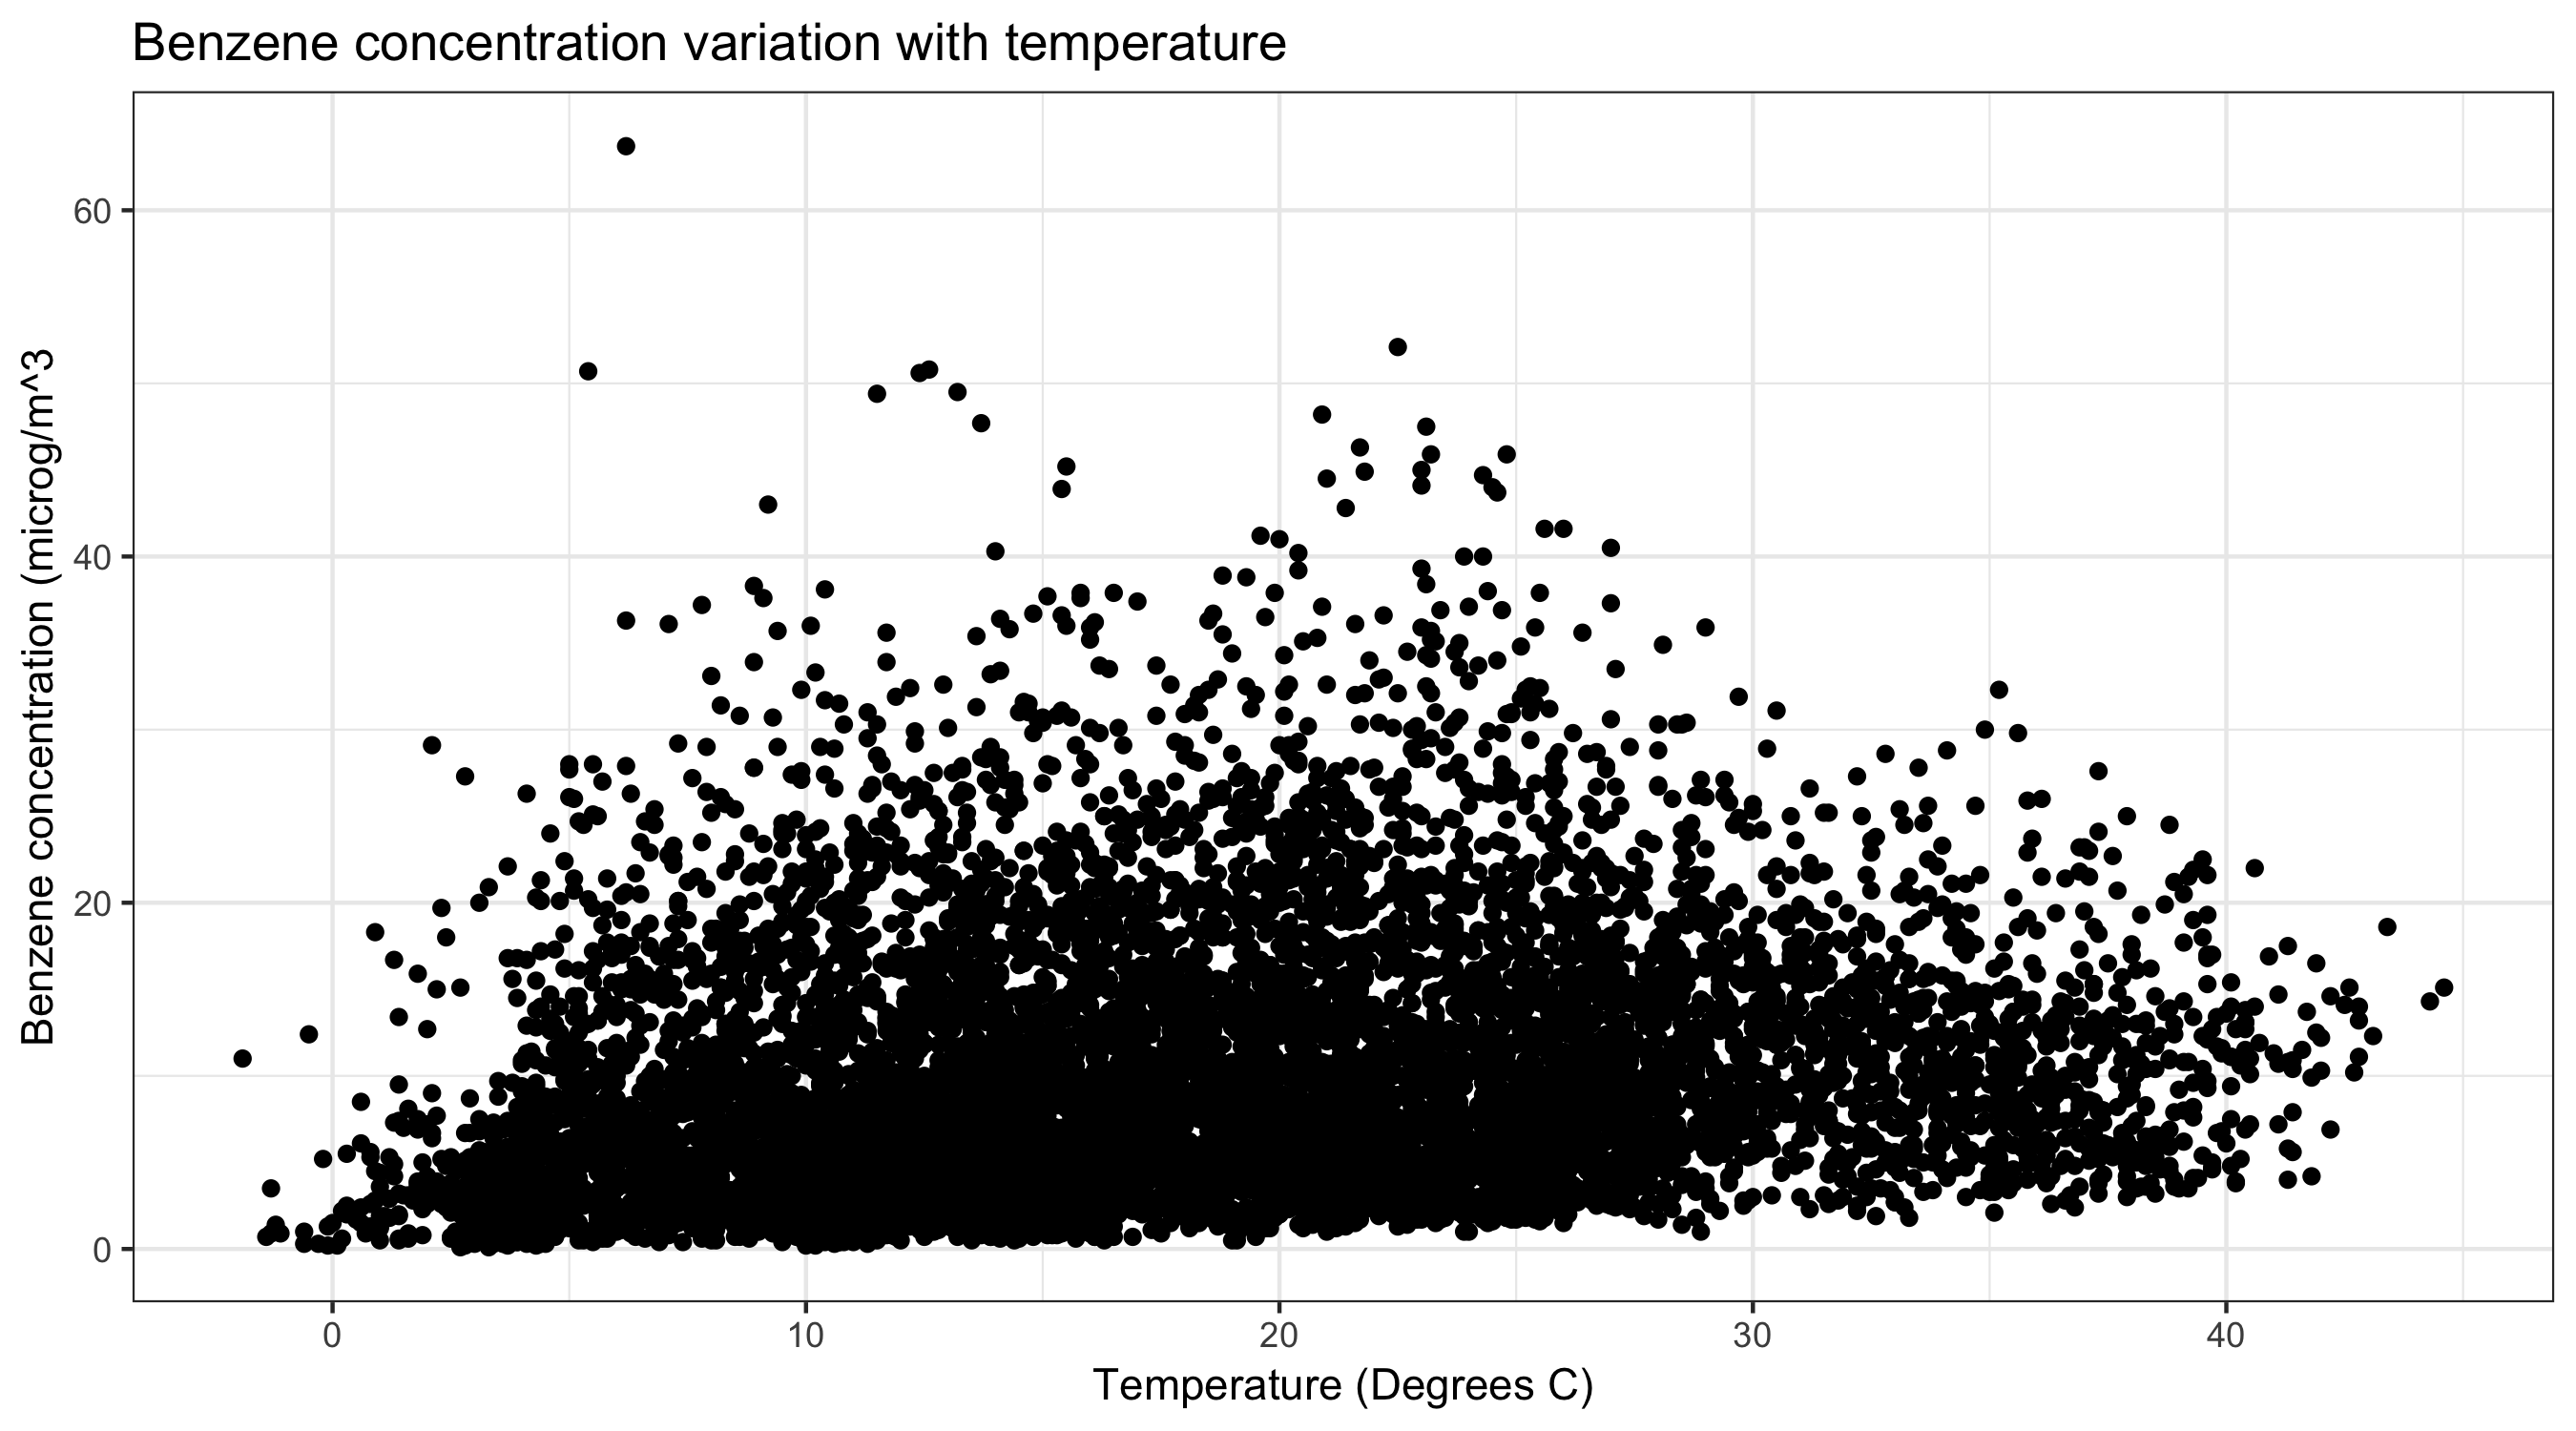 Benzene concentration variation with temperature
Benzene concentration (microg/m^3
60
40
20
0
0 10 20 30 40
Temperature (Degrees C)